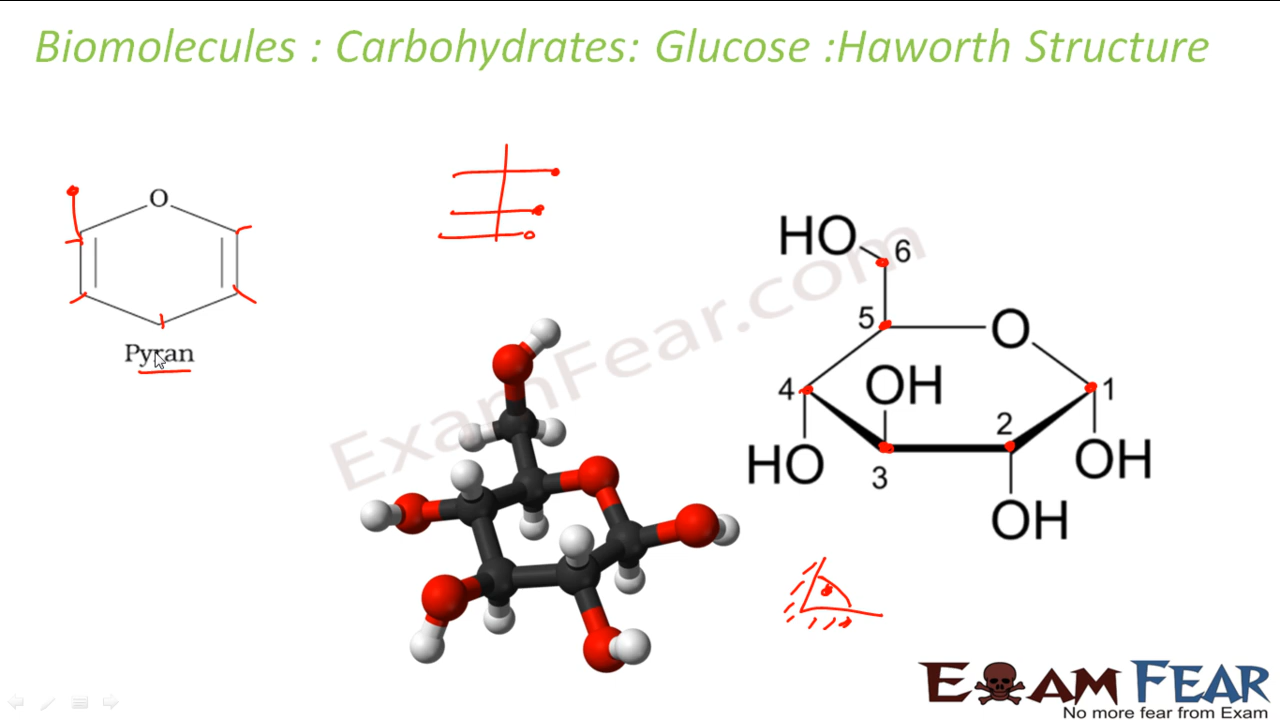 Biomolecules : Carbohydrates: Glucose :Haworth Structure
O
Pyran
ExamFear.com
HO 6
5 O
4 OH 1
2
HO 3 OH
OH
EXAM FEAR
No more fear from Exam